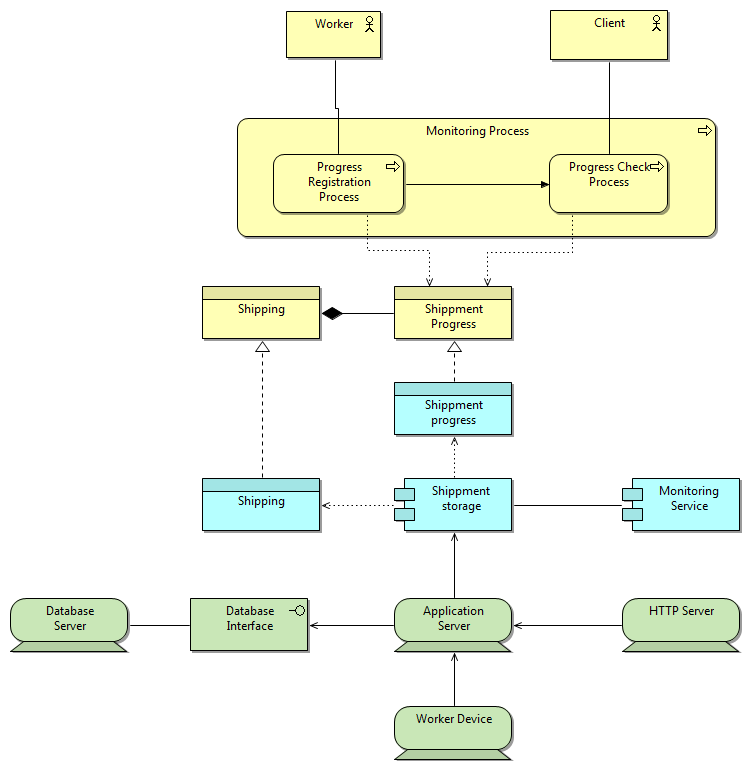 Worker
Client
Monitoring Process
Progress
Registration
Process
Progress Check
Process
Shipping
Shippment
Progress
Shippment
progress
Shipping
Shippment
storage
Monitoring
Service
Database
Server
Database
Interface
Application
Server
HTTP Server
Worker Device